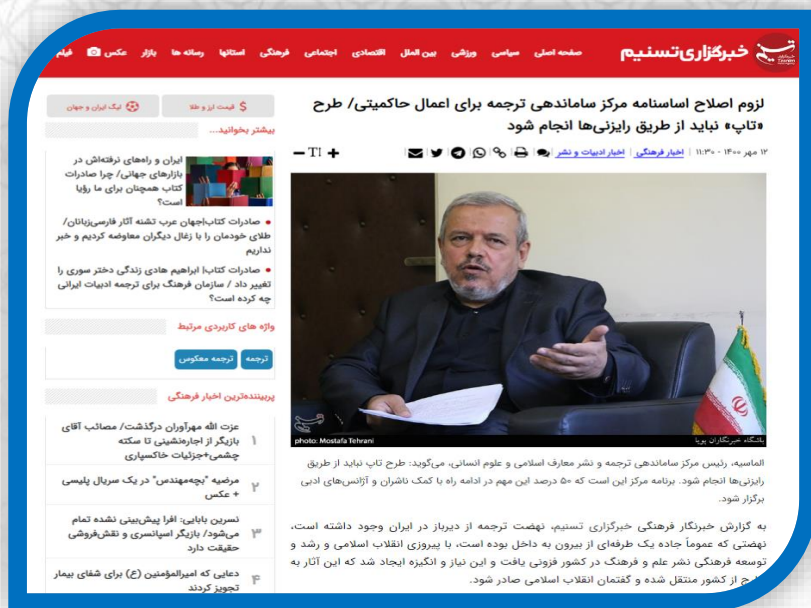 خبرگزاری تسنیم
صفحه اصلی سیاسی ورزشی بین الملل اقتصادی اجتماعی فرهنگی استانها رسانه ها بازار عکس فیلم
لزوم اصلاح اساسنامه مرکز ساماندهی ترجمه برای اعمال حاکمیتی/ طرح
«تاپ» نباید از طریق رایزنی‌ها انجام شود
۱۲ مهر ۱۴۰۰ - ۱۱:۳۰ | اخبار فرهنگی | اخبار ادبیات و نشر
photo: Mostafa Tehrani
باشگاه خبرنگاران پویا
الماسیه، رئیس مرکز ساماندهی ترجمه و نشر معارف اسلامی و علوم انسانی، می‌گوید: طرح تاپ نباید از طریق
رایزنی‌ها انجام شود. برنامه مرکز این است که ۵۰ درصد این مهم در ادامه راه با کمک ناشران و آژانس‌های ادبی
برگزار شود.
به گزارش خبرنگار فرهنگی خبرگزاری تسنیم، نهضت ترجمه از دیرباز در ایران وجود داشته است،
نهضتی که عموماً جاده یک طرفه‌ای از بیرون به داخل بوده است، با پیروزی انقلاب اسلامی و رشد و
توسعه فرهنگی نشر علم و فرهنگ در کشور فزونی یافت و این نیاز و انگیزه ایجاد شد که این آثار به
از کشور منتقل شده و گفتمان انقلاب اسلامی صادر شود.
قیمت ارز و طلا
لیگ ایران و جهان
بیشتر بخوانید...
ایران و راه‌های نرفته‌اش در
بازارهای جهانی/ چرا صادرات
کتاب همچنان برای ما رؤیا
است؟
صادرات کتاب|جهان عرب تشنه آثار فارسی‌زبانان/
طلای خودمان را با زغال دیگران معاوضه کردیم و خبر
نداریم
صادرات کتاب| ابراهیم هادی زندگی دختر سوری را
تغییر داد / سازمان فرهنگ برای ترجمه ادبیات ایرانی
چه کرده است؟
واژه های کاربردی مرتبط
ترجمه
ترجمه معکوس
پربیننده‌ترین اخبار فرهنگی
۱
عزت الله مهرآوران درگذشت/ مصائب آقای
بازیگر از اجاره‌نشینی تا سکته
چشمی+جزئیات خاکسپاری
۲
مرضیه "بچه‌مهندس" در یک سریال پلیسی
+ عکس
۳
نسرین بابایی: افرا پیش‌بینی نشده تمام
می‌شود/ بازیگر اسپانسری و نقش‌فروشی
حقیقت دارد
۴
دعایی که امیرالمؤمنین (ع) برای شفای بیمار
تجویز کردند